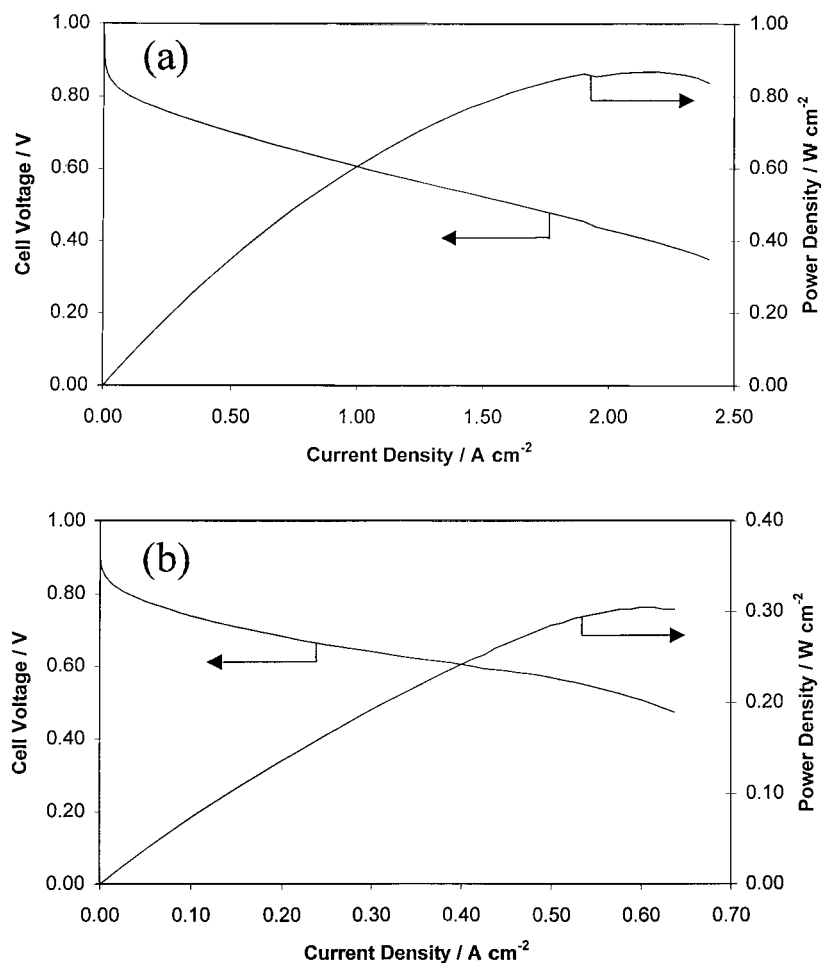 (a)
1.00
0.80
0.60
0.40
0.20
0.00
Cell Voltage / V
1.00
0.80
0.60
0.40
0.20
0.00
Power Density / W cm-2
0.00 0.50 1.00 1.50 2.00 2.50
Current Density / A cm-2
(b)
1.00
0.80
0.60
0.40
0.20
0.00
Cell Voltage / V
0.40
0.30
0.20
0.10
0.00
Power Density / W cm-2
0.00 0.10 0.20 0.30 0.40 0.50 0.60 0.70
Current Density / A cm-2